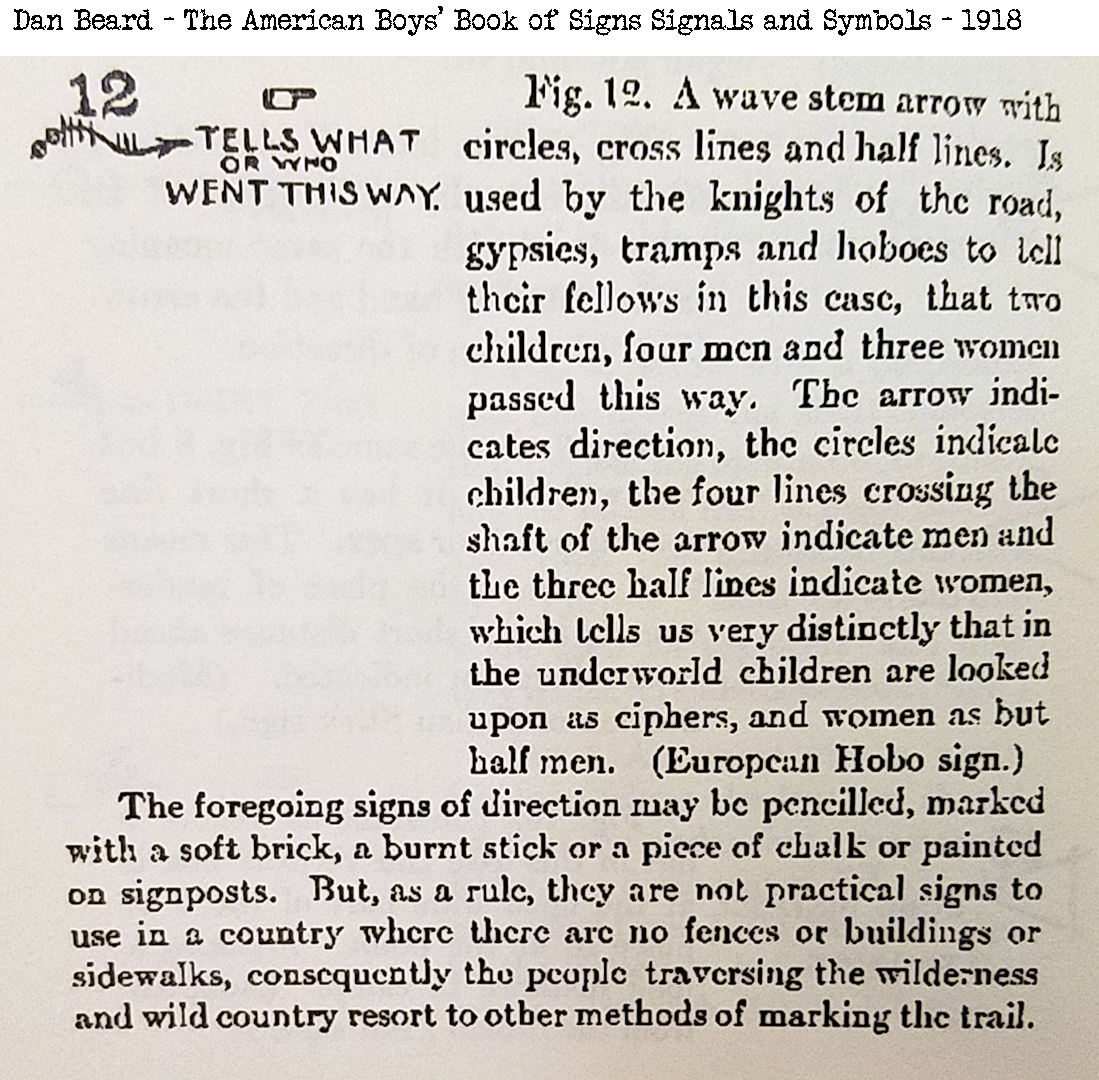 Dan Beard - The American Boys' Book of Signs Signals and Symbols - 1918
12
TELLS WHAT
OR WHO
WENT THIS WAY.
Fig. 12. A wave stem arrow with
circles, cross lines and half lines. Is
used by the knights of the road,
gypsies, tramps and hoboes to tell
their fellows in this case, that two
children, four men and three women
passed this way. The arrow indi-
cates direction, the circles indicate
children, the four lines crossing the
shaft of the arrow indicate men and
the three half lines indicate women,
which tells us very distinctly that in
the underworld children are looked
upon as ciphers, and women as but
half men. (European Hobo sign.)
The foregoing signs of direction may be pencilled, marked
with a soft brick, a burnt stick or a piece of chalk or painted
on signposts. But, as a rule, they are not practical signs to
use in a country where there are no fences or buildings or
sidewalks, consequently the people traversing the wilderness
and wild country resort to other methods of marking the trail.